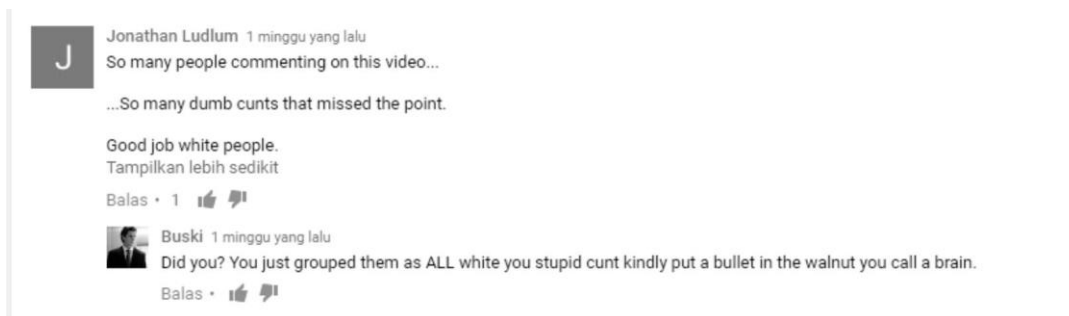 J
Jonathan Ludlum 1 minggu yang lalu
So many people commenting on this video...
...So many dumb cunts that missed the point.
Good job white people.
Tampilkan lebih sedikit
Balas • 1
Buski 1 minggu yang lalu
Did you? You just grouped them as ALL white you stupid cunt kindly put a bullet in the walnut you call a brain.
Balas •